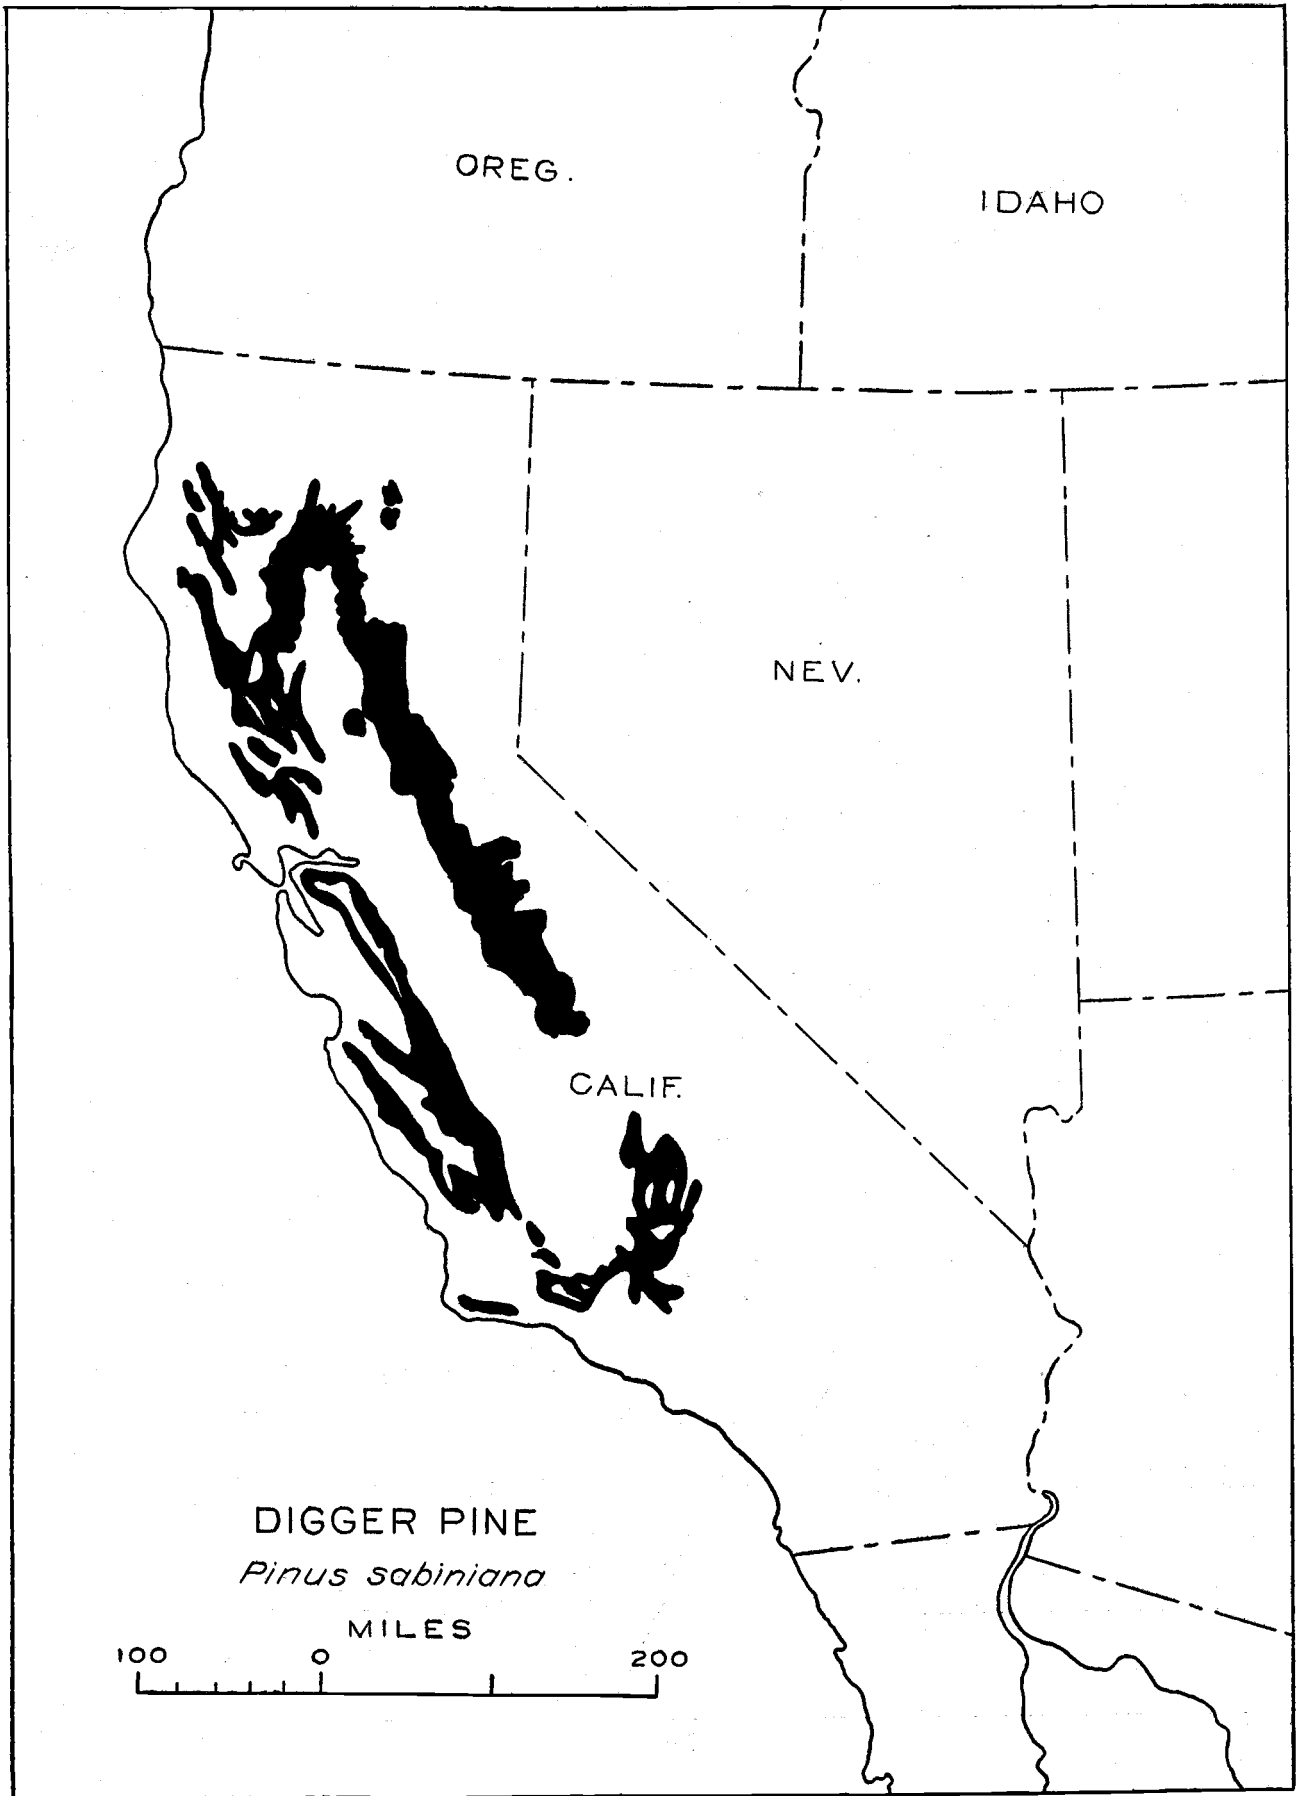 OREG.
IDAHO
NEV.
CALIF.
DIGGER PINE
Pinus sabiniana
MILES
100 0 200